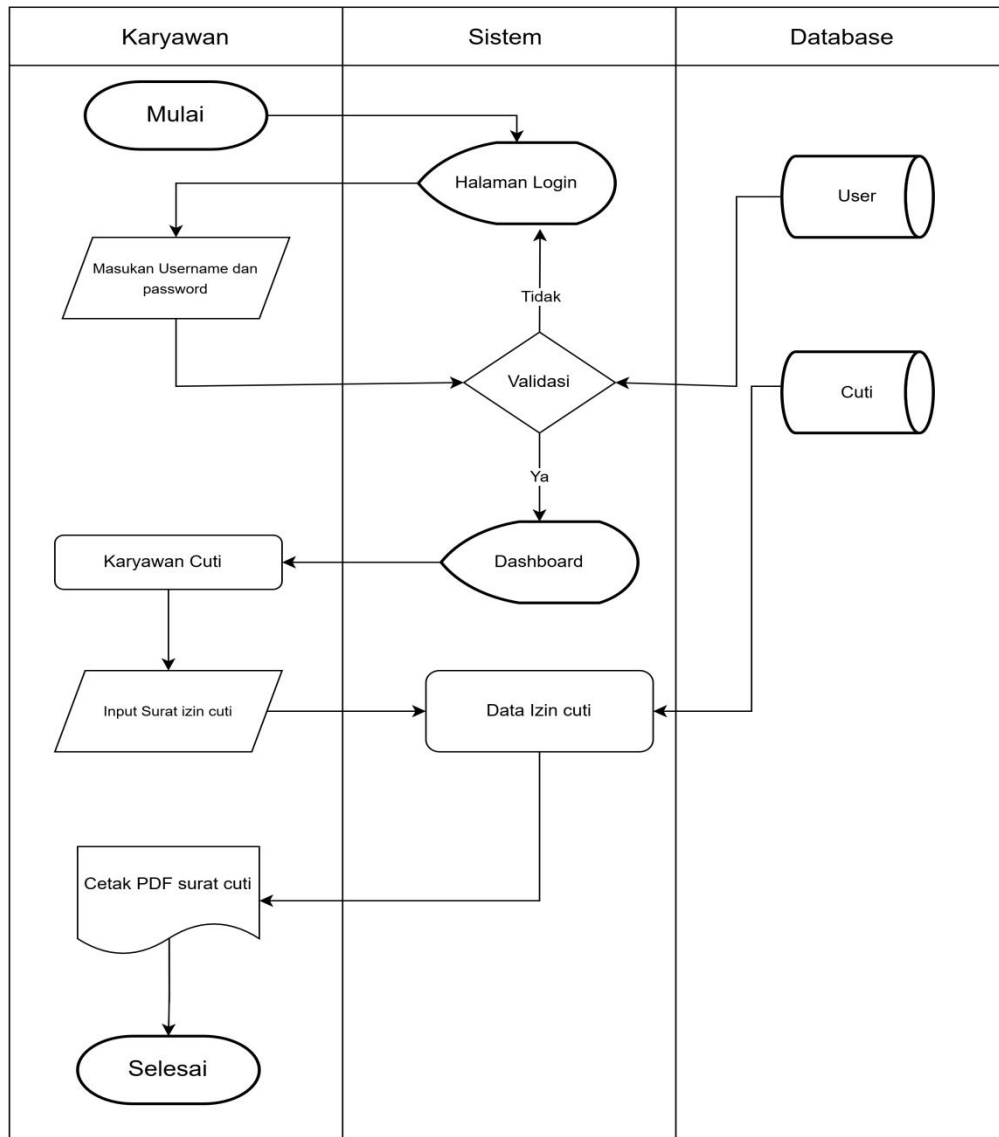 Karyawan
Sistem
Database
Mulai
Halaman Login
User
Masukan Username dan
password
Tidak
Validasi
Cuti
Ya
Karyawan Cuti
Dashboard
Input Surat izin cuti
Data Izin cuti
Cetak PDF surat cuti
Selesai